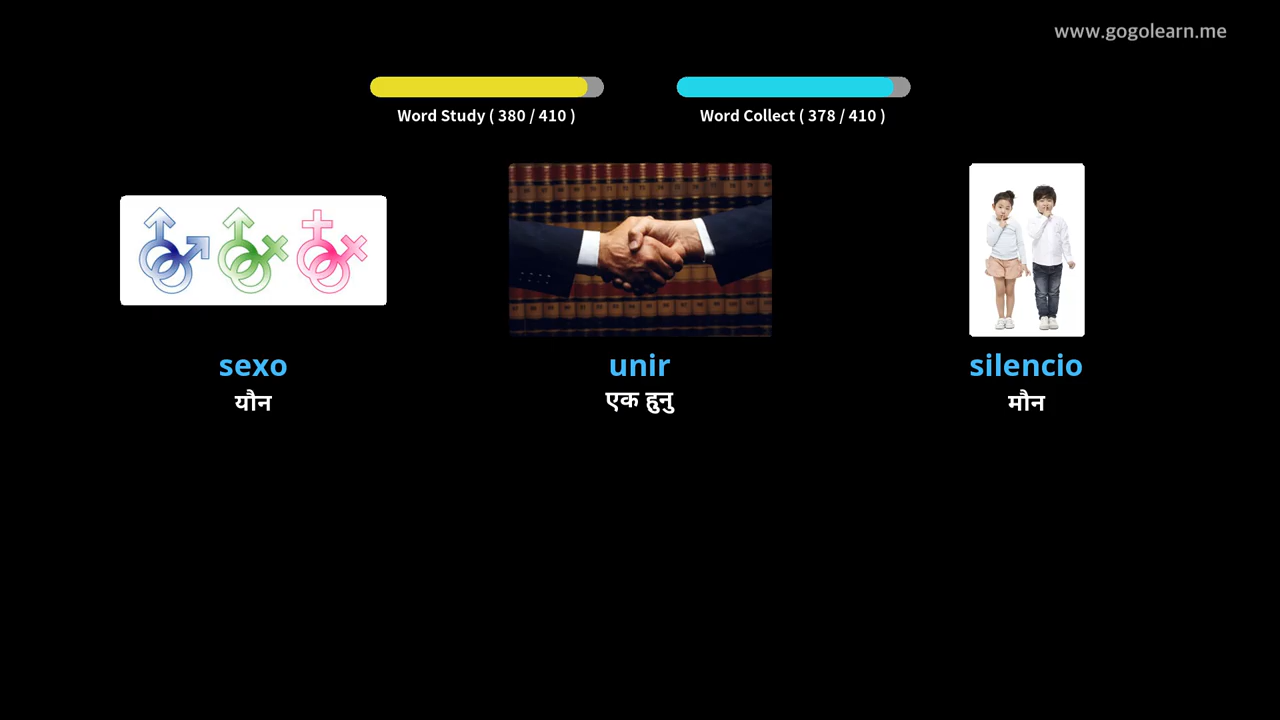 www.gogolearn.me
Word Study ( 380 / 410 )
Word Collect ( 378 / 410 )
sexo
unir
silencio
यौन
एक हुनु
मौन